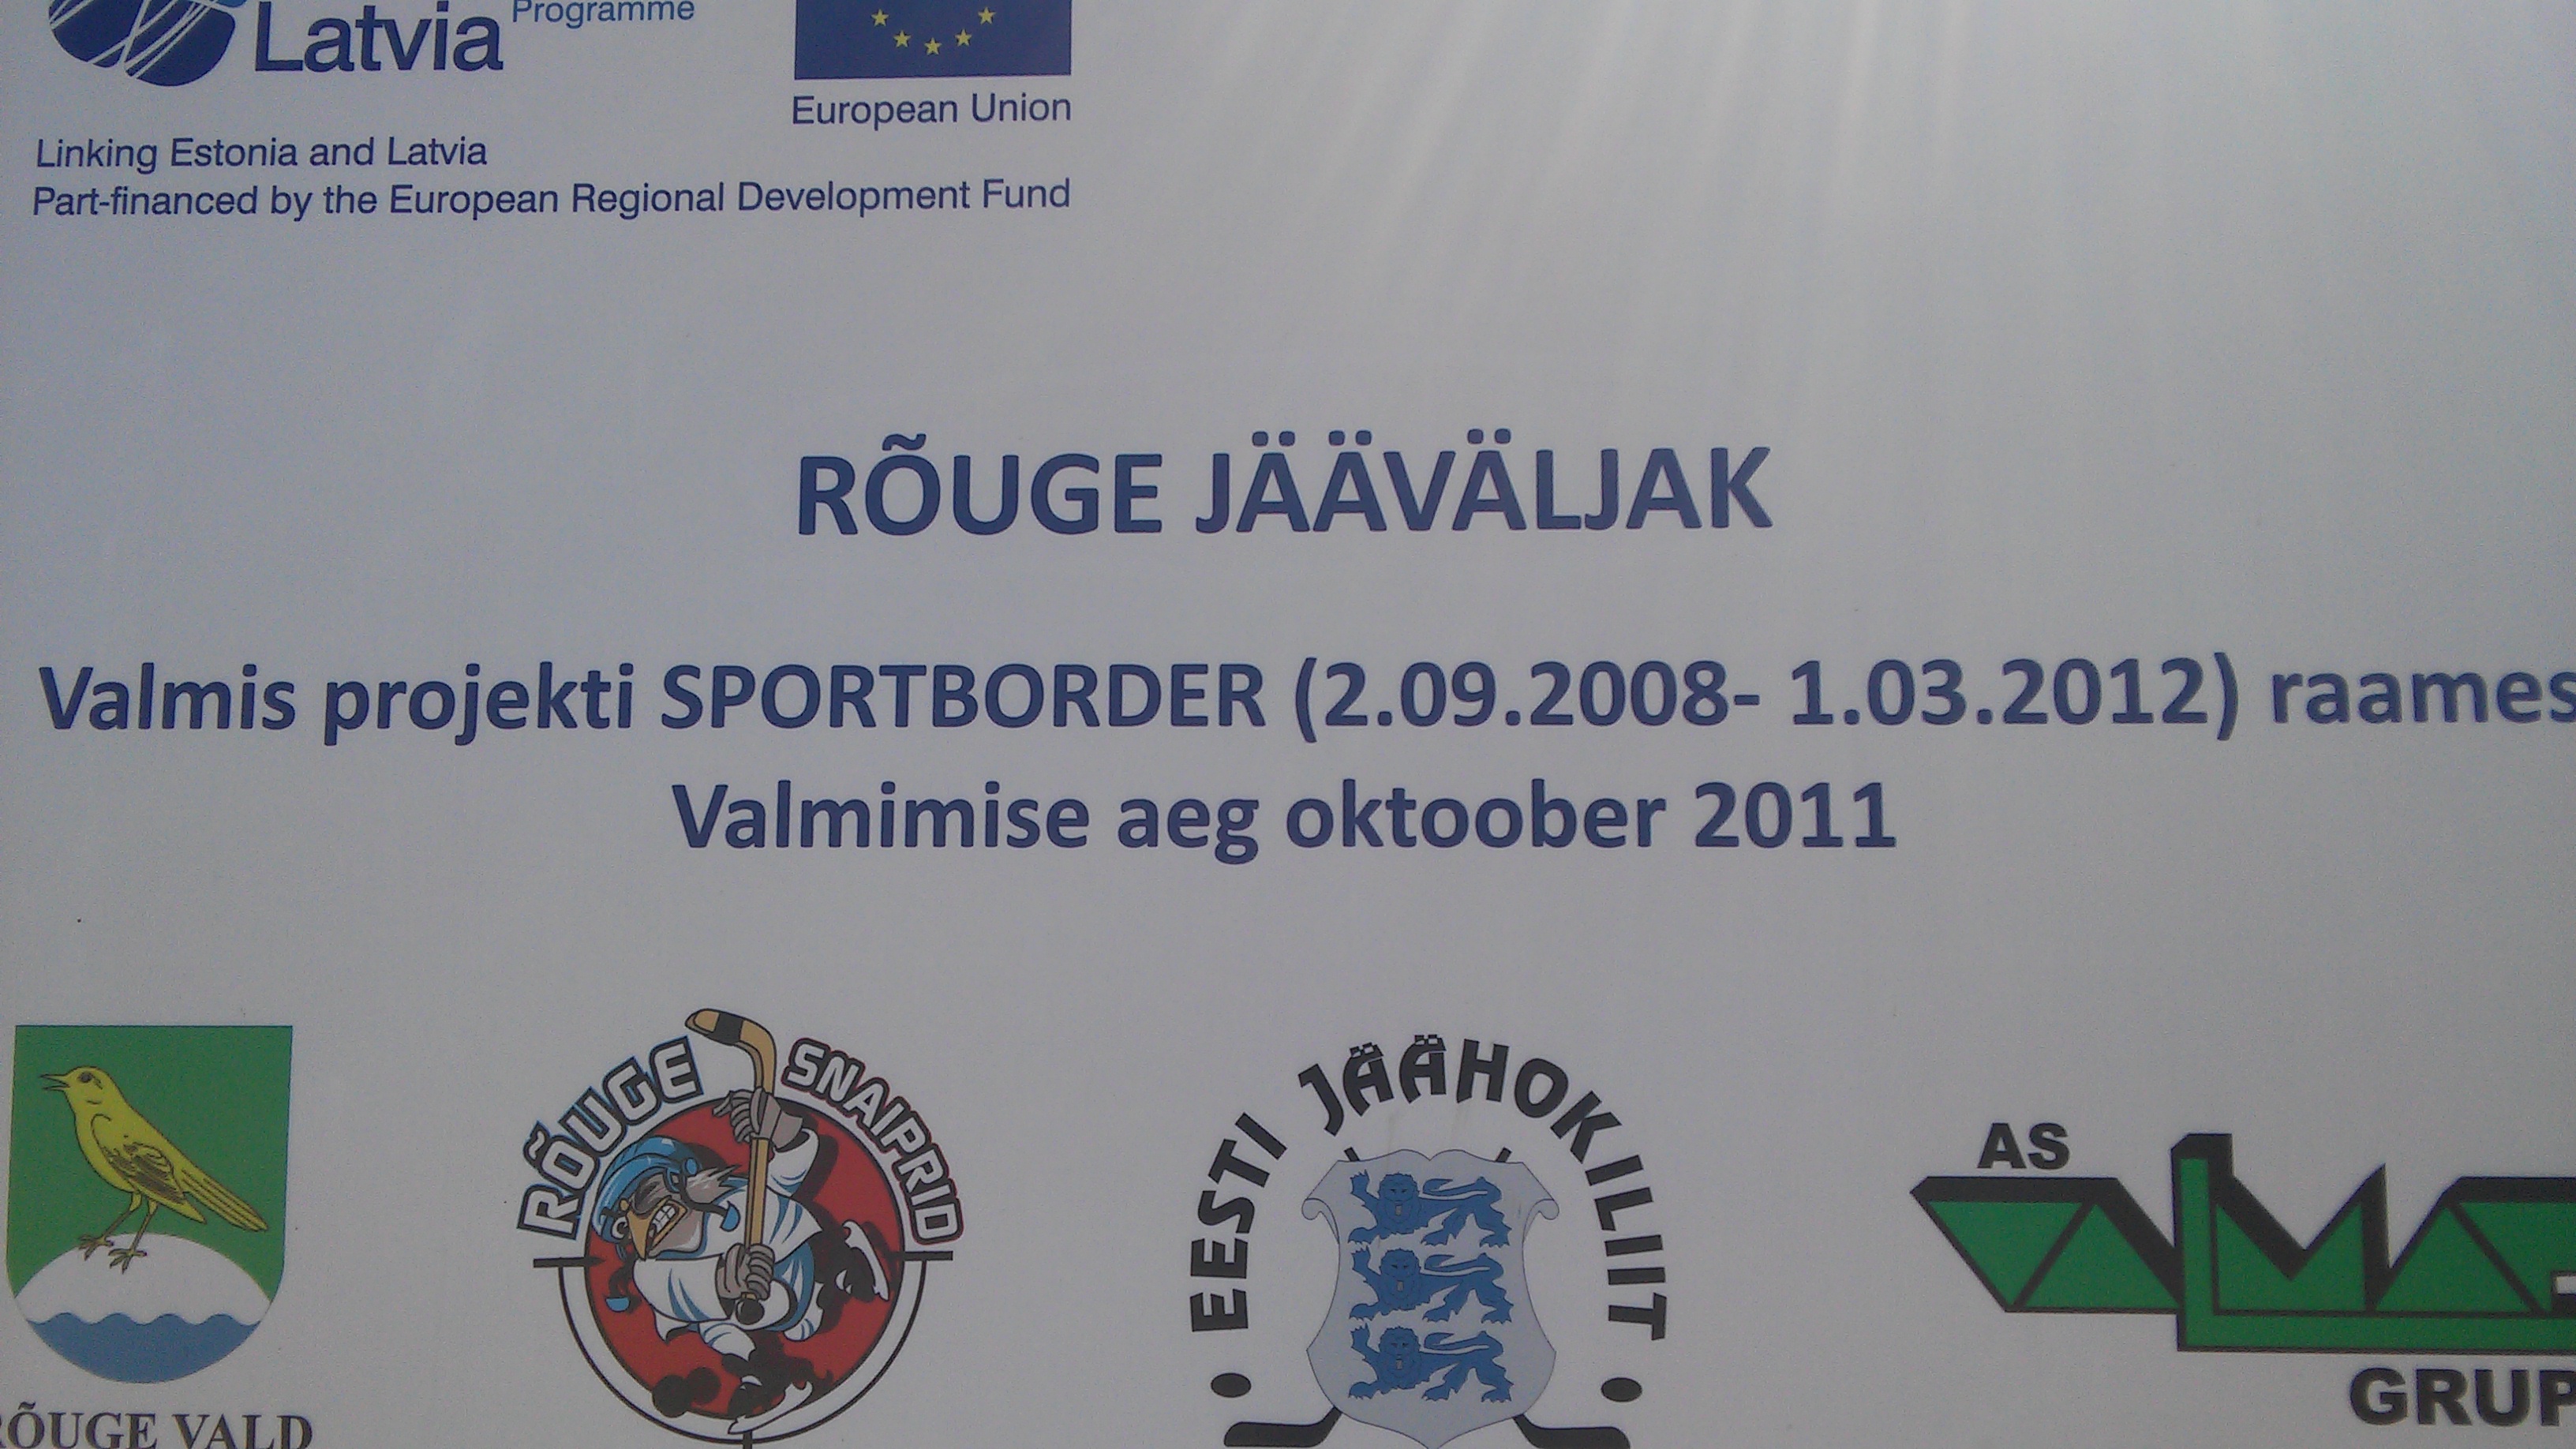 Latvia Programme
European Union
Linking Estonia and Latvia
Part-financed by the European Regional Development Fund
RÕUGE JÄÄVÄLJAK
Valmis projekti SPORTBORDER (2.09.2008- 1.03.2012) raames
Valmimise aeg oktoober 2011
RÕUGE SNAIPRID
EESTI JÄÄHOKILIIT
AS
GRUP
RÕUGE VALD